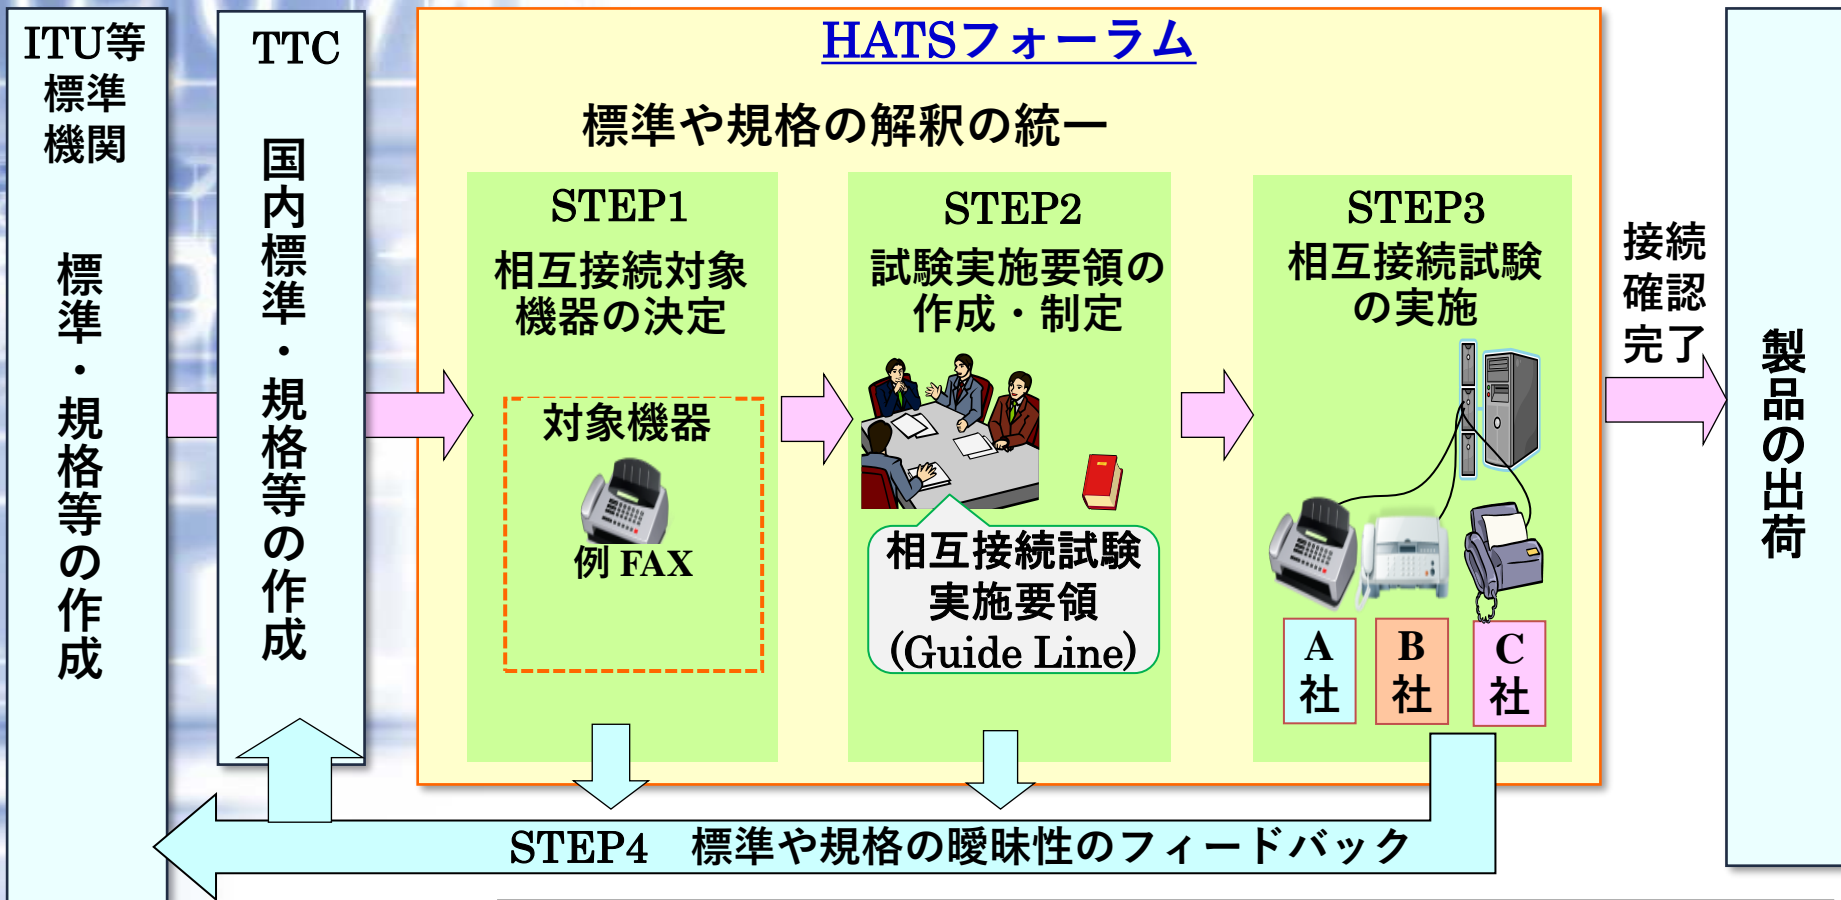 ITU等
標準
機関
標準・規格等の作成
TTC
国内標準・規格等の作成
HATSフォーラム
標準や規格の解釈の統一
STEP1
相互接続対象
機器の決定
対象機器
例 FAX
STEP2
試験実施要領の
作成・制定
相互接続試験
実施要領
(Guide Line)
STEP3
相互接続試験
の実施
A
社
B
社
C
社
接続
確認
完了
製品の出荷
STEP4 標準や規格の曖昧性のフィードバック